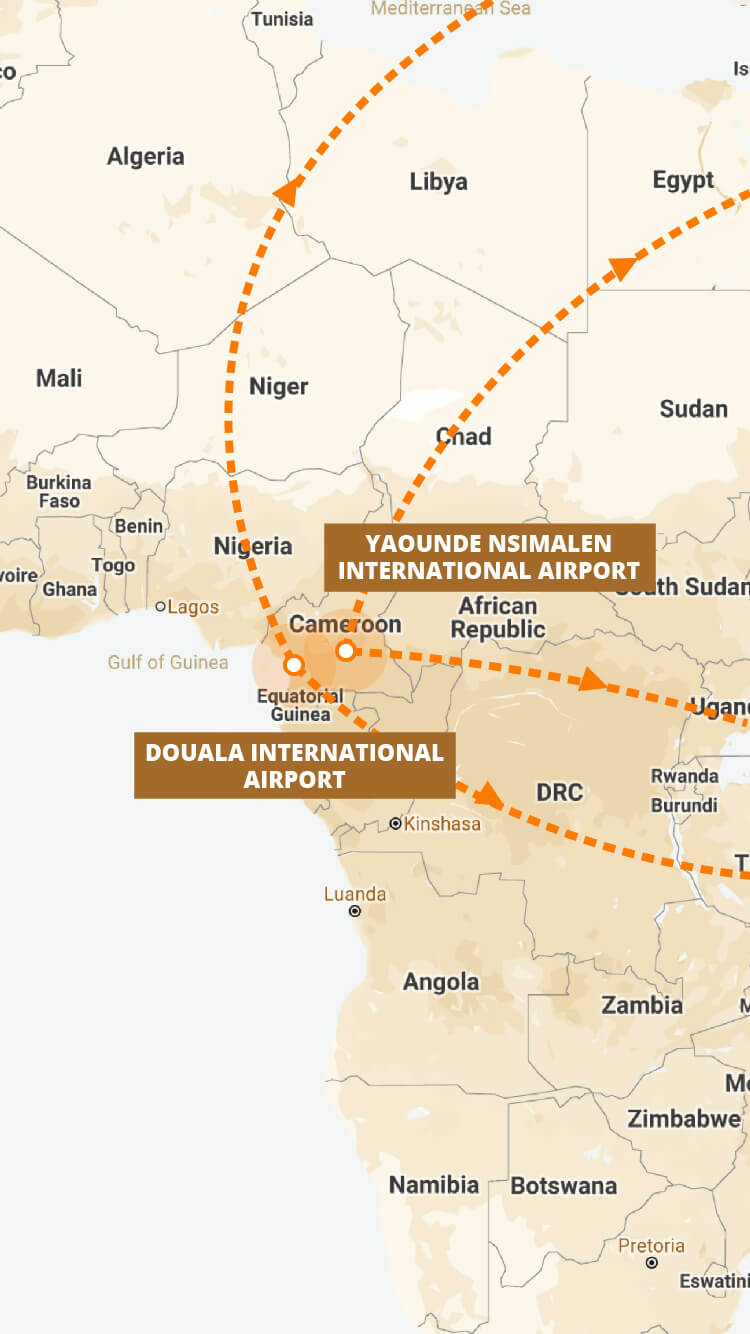 Mediterranean Sea
Tunisia
co
Is
Algeria
Libya
Egypt
Mali
Niger
Chad
Sudan
Burkina
Faso
Benin
Nigeria
YAOUNDE NSIMALEN
INTERNATIONAL AIRPORT
Togo
voire
Ghana
South Sudan
Lagos
African
Republic
Cameroon
Gulf of Guinea
Equatorial
Guinea
Ugan
DOUALA INTERNATIONAL
AIRPORT
Rwanda
DRC
Burundi
Kinshasa
T
Luanda
Angola
Zambia
M
Mo
Zimbabwe
Namibia
Botswana
Pretoria
Eswatini